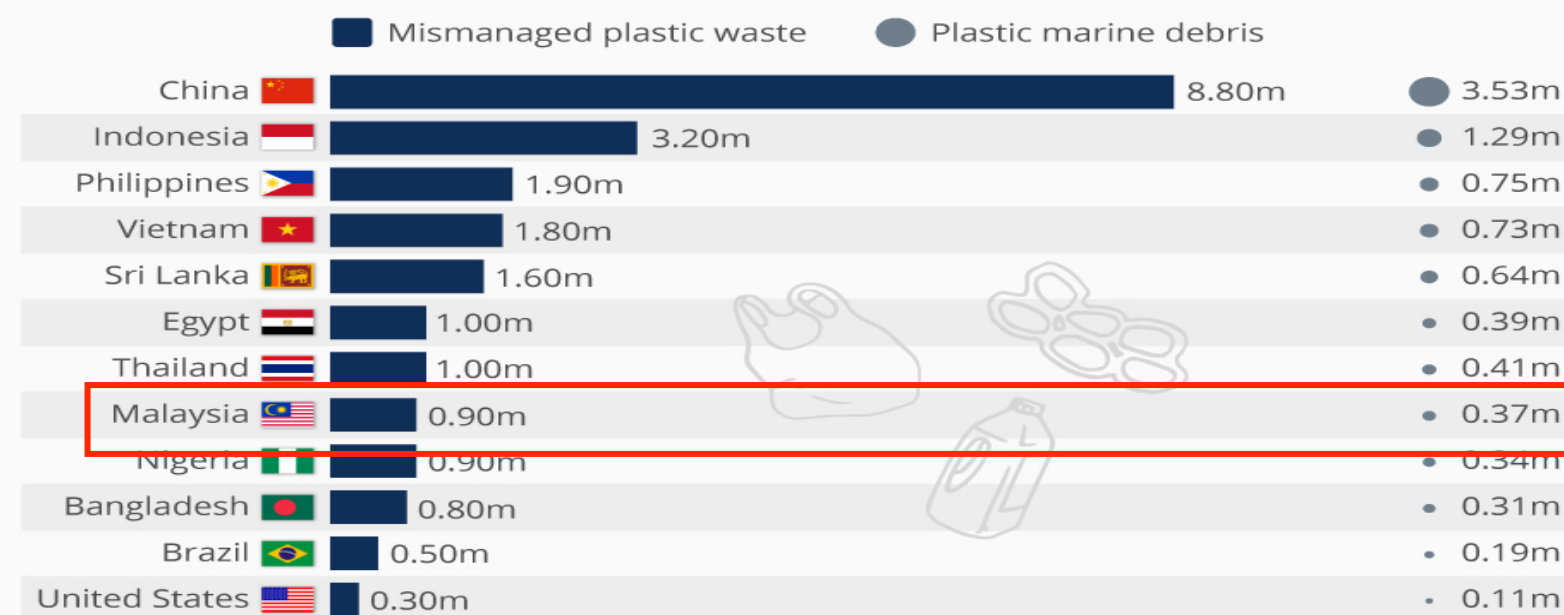 Mismanaged plastic waste Plastic marine debris
China 8.80m 3.53m
Indonesia 3.20m 1.29m
Philippines 1.90m 0.75m
Vietnam 1.80m 0.73m
Sri Lanka 1.60m 0.64m
Egypt 1.00m 0.39m
Thailand 1.00m 0.41m
Malaysia 0.90m 0.37m
Nigeria 0.90m 0.34m
Bangladesh 0.80m 0.31m
Brazil 0.50m 0.19m
United States 0.30m 0.11m